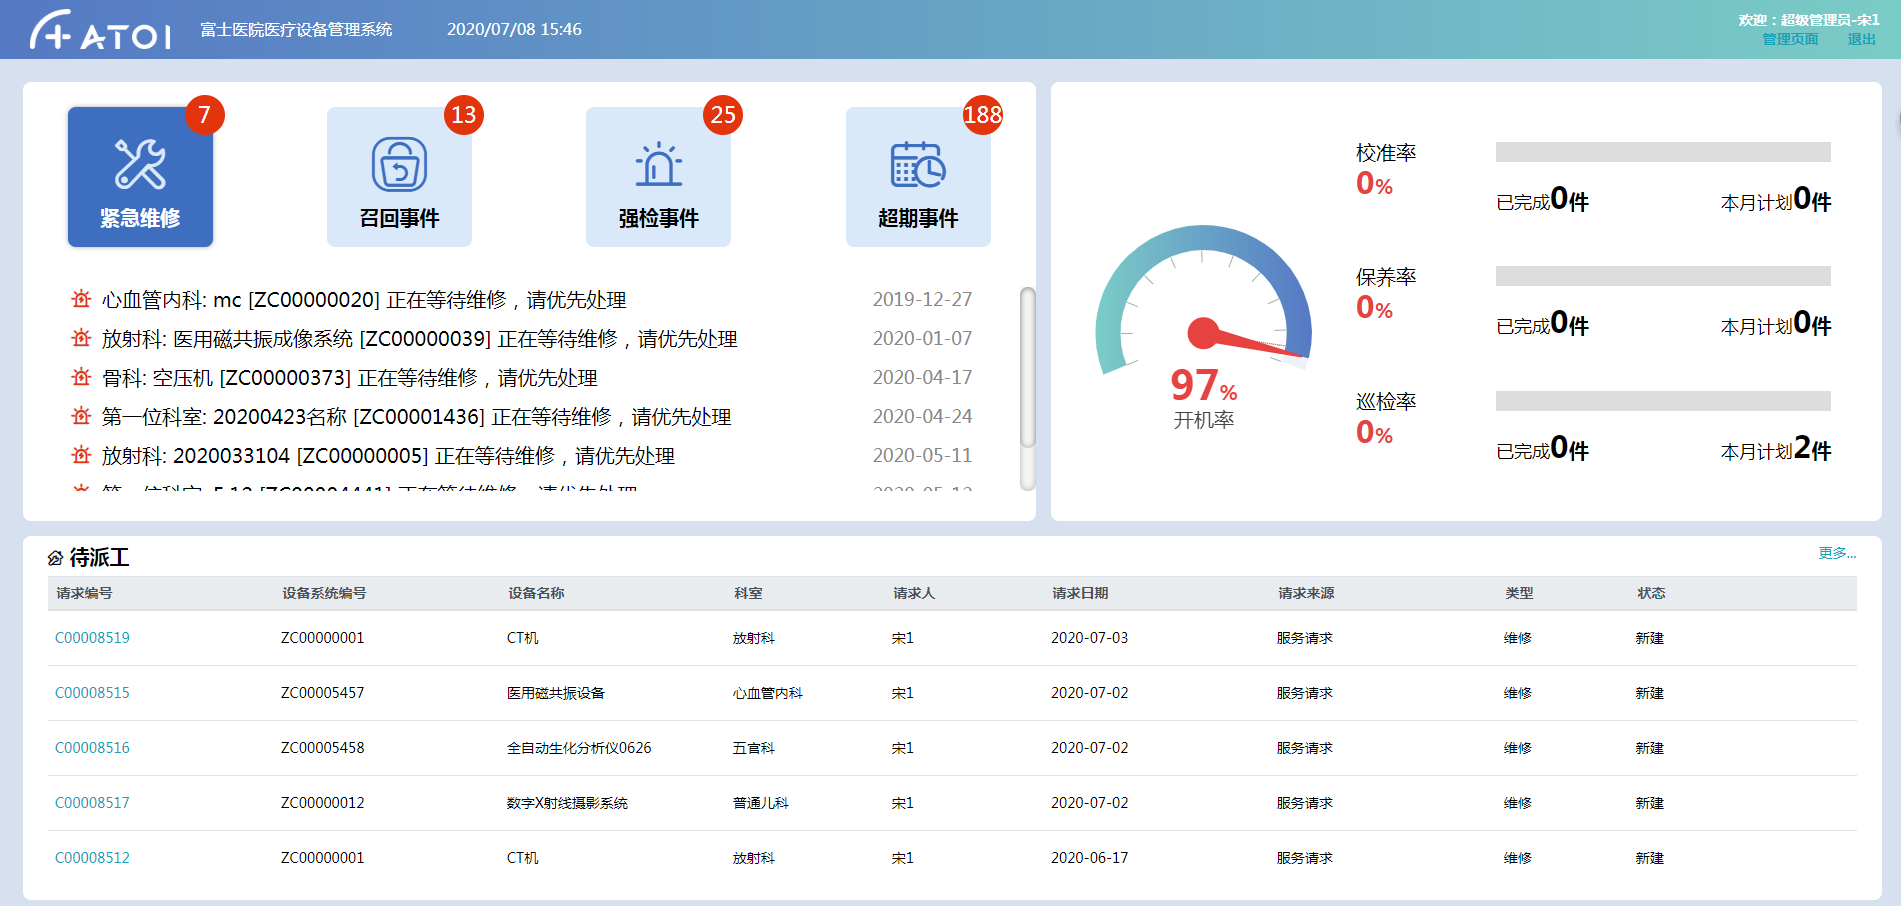 ATOI 富士医院医疗设备管理系统 2020/07/08 15:46
欢迎：超级管理员-宋1
管理页面 退出
7 13 25 188
紧急维修 召回事件 强检事件 超期事件
心血管内科: mc [ZC00000020] 正在等待维修，请优先处理 2019-12-27
放射科: 医用磁共振成像系统 [ZC00000039] 正在等待维修，请优先处理 2020-01-07
骨科: 空压机 [ZC00000373] 正在等待维修，请优先处理 2020-04-17
第一位科室: 20200423名称 [ZC00001436] 正在等待维修，请优先处理 2020-04-24
放射科: 2020033104 [ZC00000005] 正在等待维修，请优先处理 2020-05-11
97%
开机率
校准率
0%
已完成0件 本月计划0件
保养率
0%
已完成0件 本月计划0件
巡检率
0%
已完成0件 本月计划2件
待派工 更多...
请求编号 设备系统编号 设备名称 科室 请求人 请求日期 请求来源 类型 状态
C00008519 ZC00000001 CT机 放射科 宋1 2020-07-03 服务请求 维修 新建
C00008515 ZC00005457 医用磁共振设备 心血管内科 宋1 2020-07-02 服务请求 维修 新建
C00008516 ZC00005458 全自动生化分析仪0626 五官科 宋1 2020-07-02 服务请求 维修 新建
C00008517 ZC00000012 数字X射线摄影系统 普通儿科 宋1 2020-07-02 服务请求 维修 新建
C00008512 ZC00000001 CT机 放射科 宋1 2020-06-17 服务请求 维修 新建